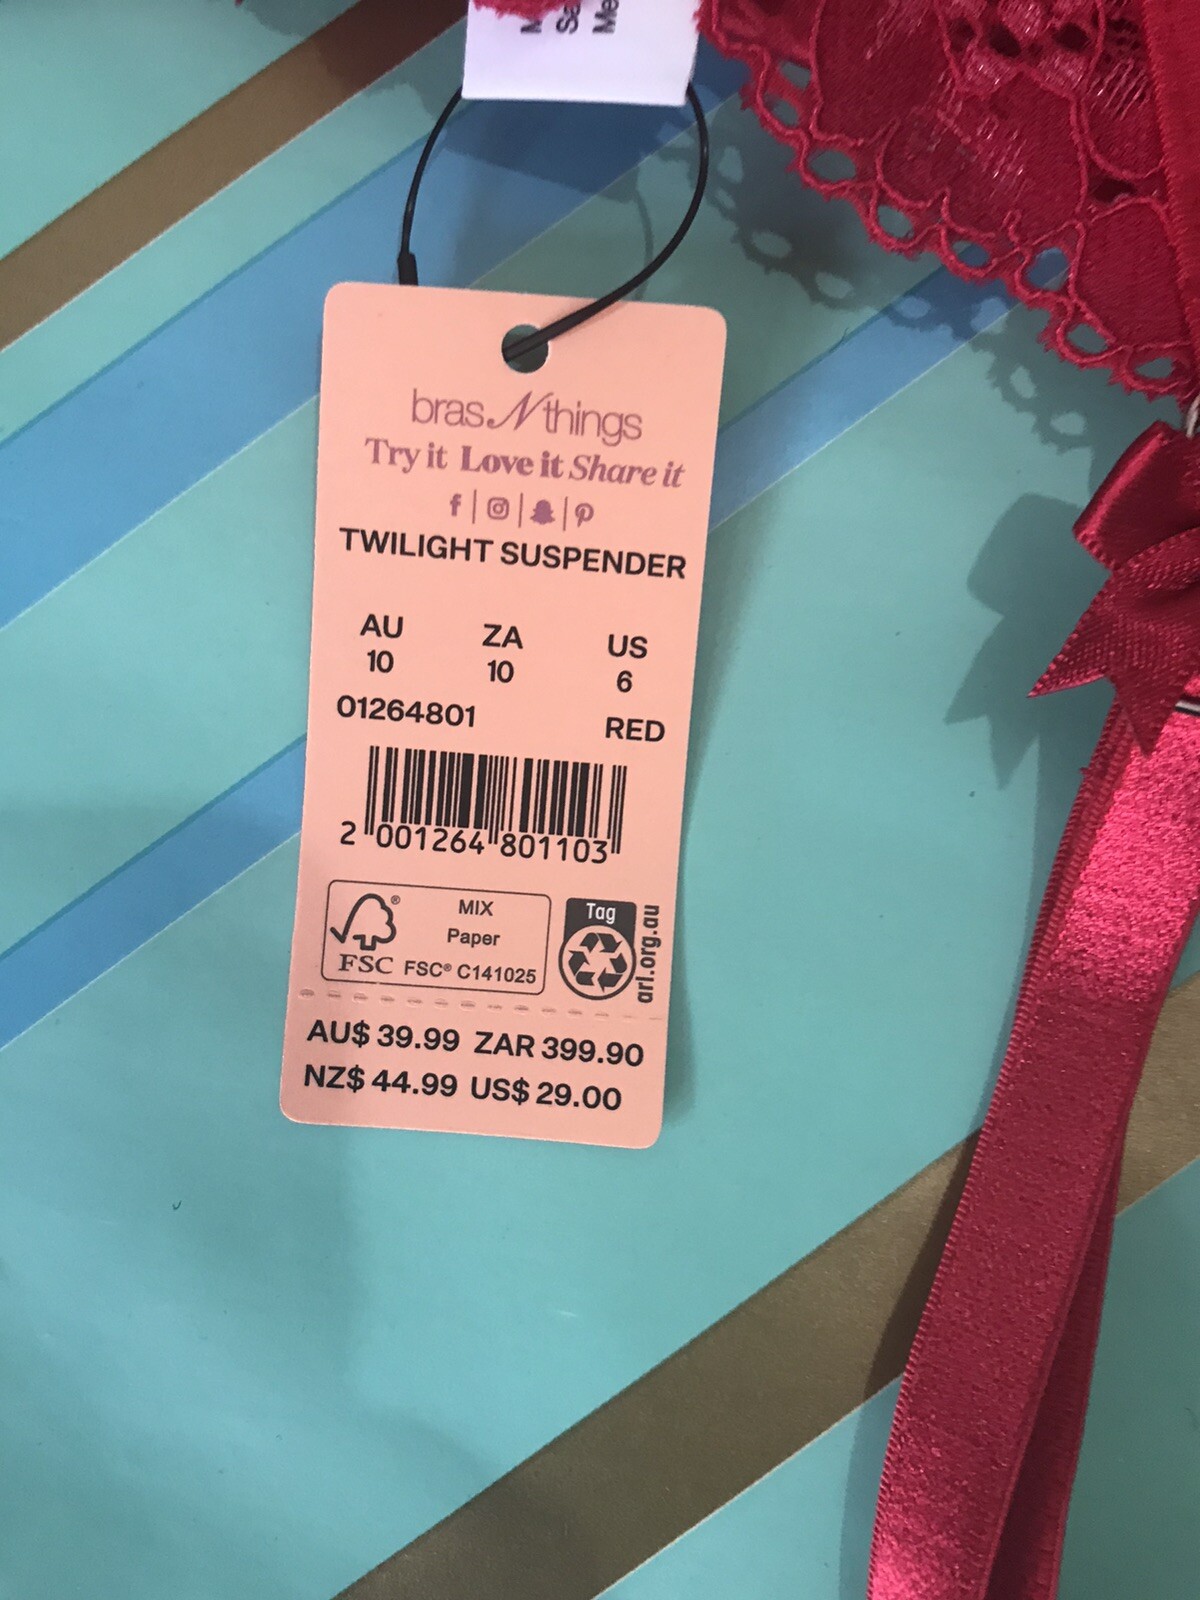 bras N things
Try it Love it Share it
TWILIGHT SUSPENDER
AU ZA US
10 10 6
01264801 RED
2 001264 801103
MIX
Paper
FSC® C141025
FSC
Tag
arl.org.au
AU$ 39.99 ZAR 399.90
NZ$ 44.99 US$ 29.00